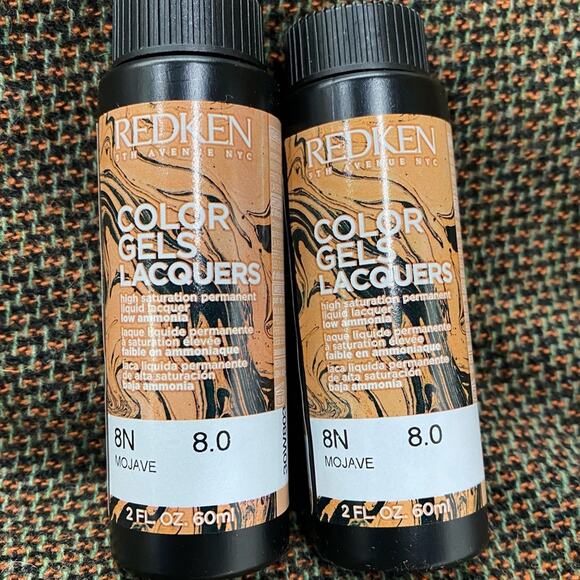 REDKEN
5TH AVENUE NYC
COLOR
GELS
LACQUERS
high saturation permanent
liquid lacquer
low ammonia
laque liquide permanente
à saturation élevée
faible en ammoniaque
laca líquida permanente
de alta saturación
baja ammonia
8N 8.0
MOJAVE
2 FL. OZ. 60ml
REDKEN
5TH AVENUE NYC
COLOR
GELS
LACQUERS
high saturation permanent
liquid lacquer
low ammonia
laque liquide permanente
à saturation élevée
faible en ammoniaque
laca líquida permanente
de alta saturación
baja ammonia
8N 8.0
MOJAVE
2 FL. OZ. 60ml